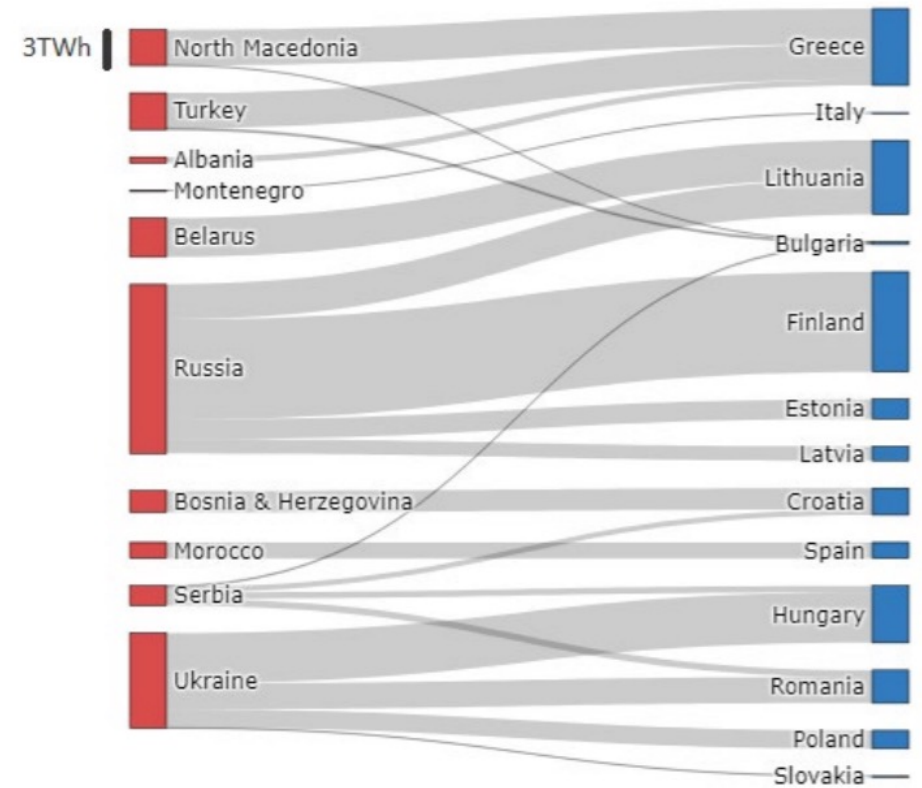 3TWh
North Macedonia
Greece
Turkey
Italy
Albania
Montenegro
Lithuania
Belarus
Bulgaria
Finland
Russia
Estonia
Latvia
Bosnia & Herzegovina
Croatia
Morocco
Spain
Serbia
Hungary
Ukraine
Romania
Poland
Slovakia